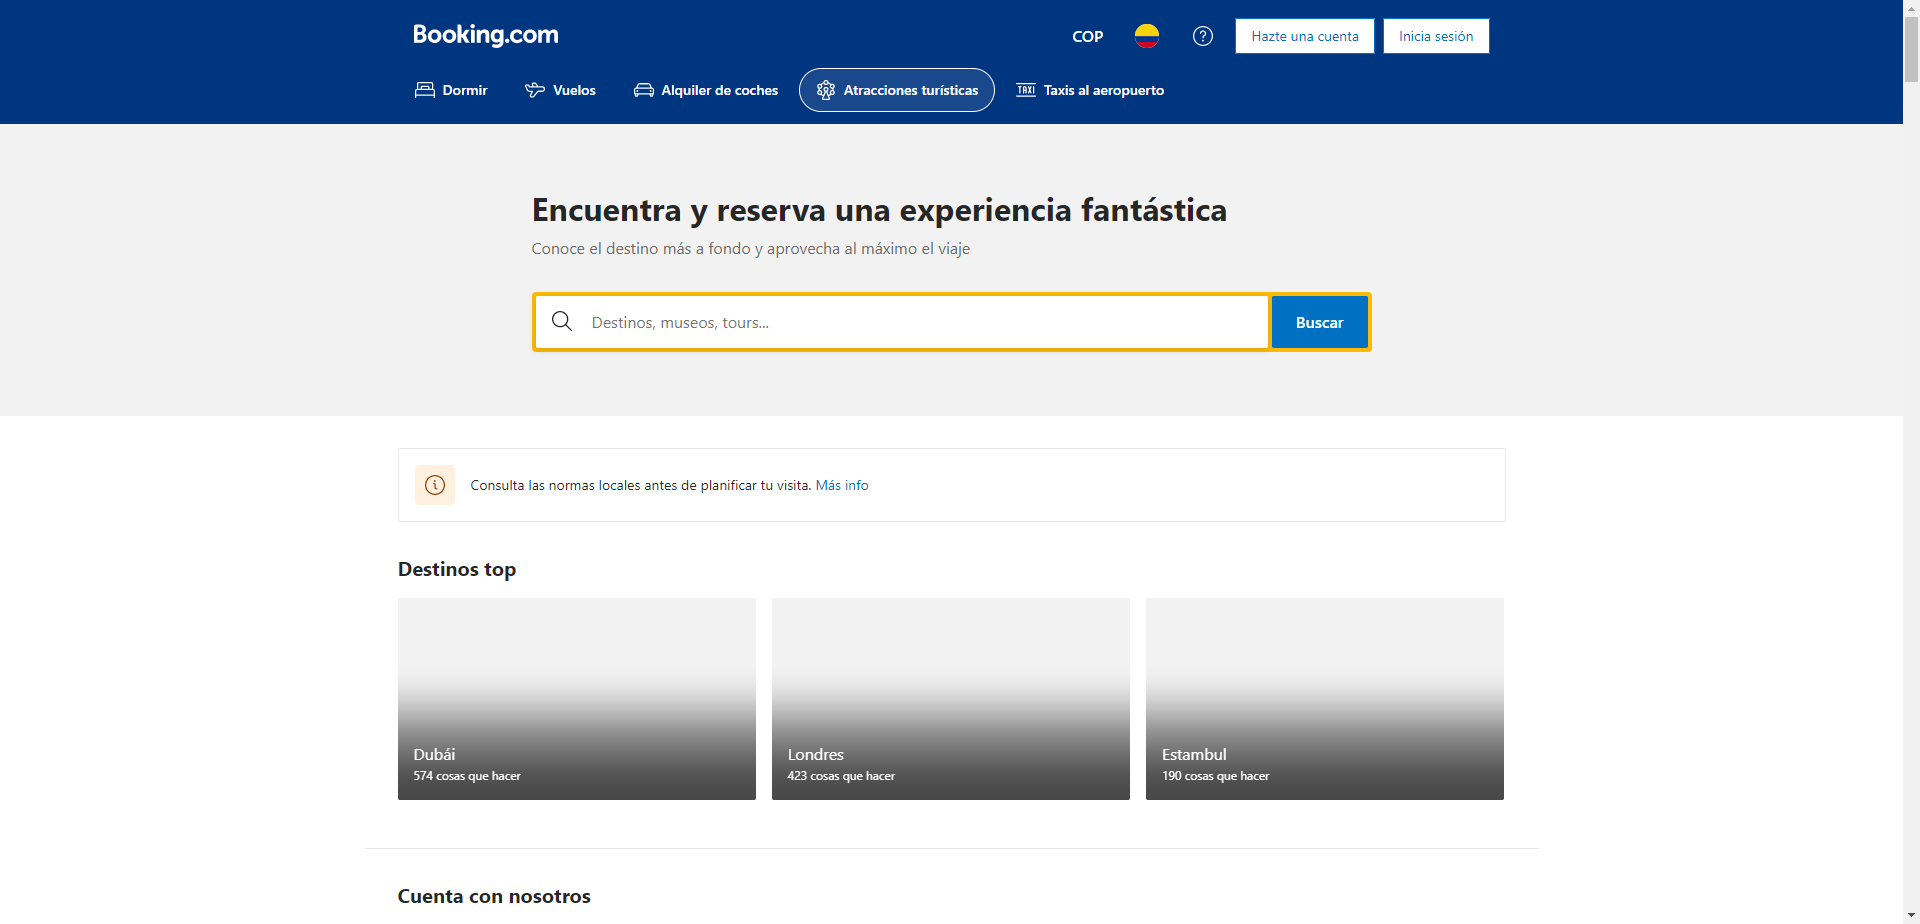 Booking.com
COP
Hazte una cuenta
Inicia sesión
Dormir
Vuelos
Alquiler de coches
Atracciones turísticas
TAXI
Taxis al aeropuerto
Encuentra y reserva una experiencia fantástica
Conoce el destino más a fondo y aprovecha al máximo el viaje
Destinos, museos, tours...
Buscar
Consulta las normas locales antes de planificar tu visita. Más info
Destinos top
Dubái
574 cosas que hacer
Londres
423 cosas que hacer
Estambul
190 cosas que hacer
Cuenta con nosotros